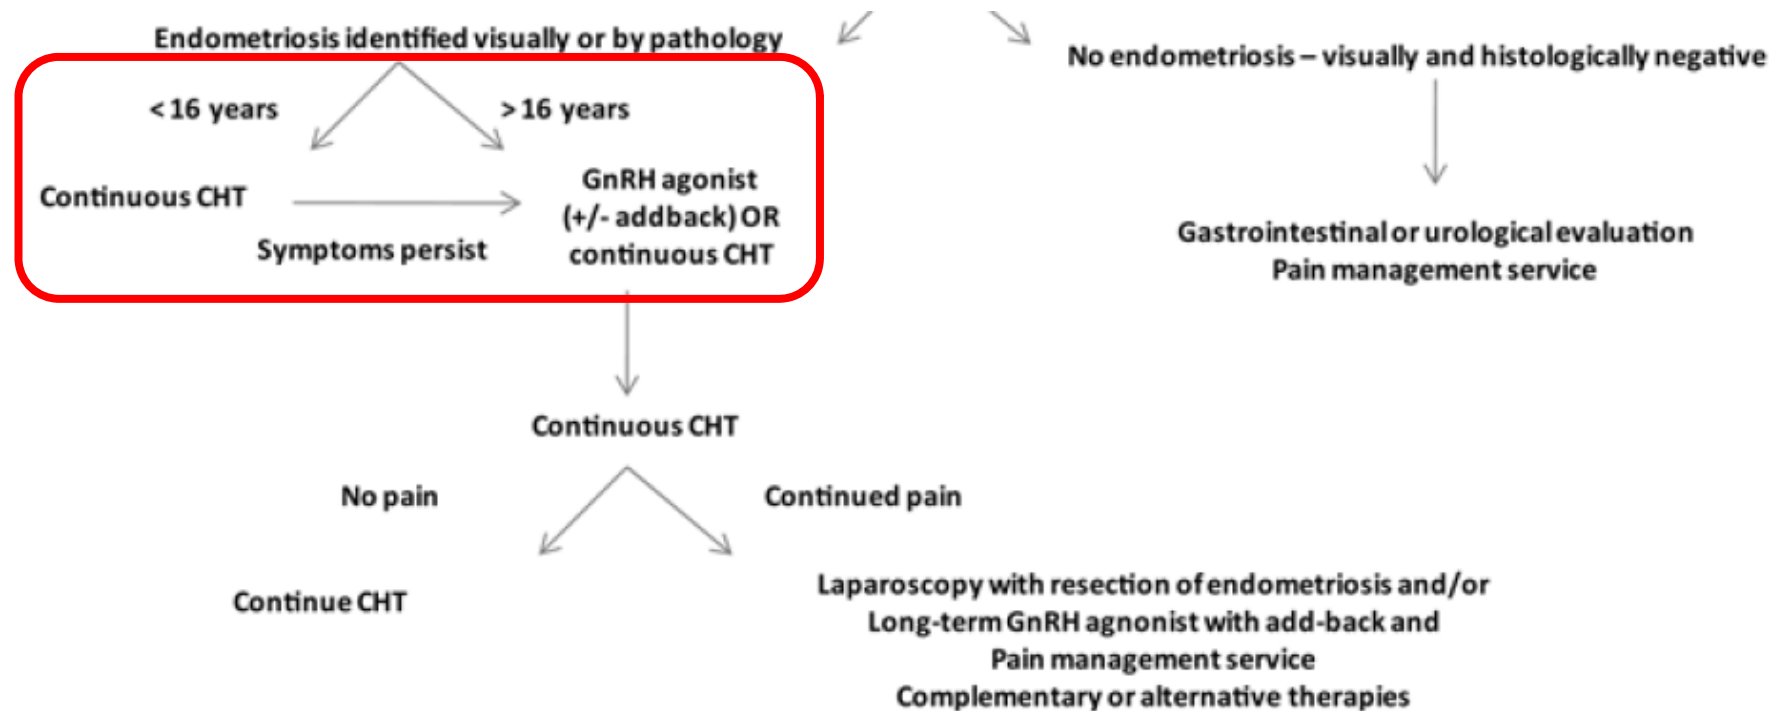 Endometriosis identified visually or by pathology
No endometriosis – visually and histologically negative
< 16 years
> 16 years
Continuous CHT
Symptoms persist
GnRH agonist
(+/- addback) OR
continuous CHT
Gastrointestinal or urological evaluation
Pain management service
Continuous CHT
No pain
Continued pain
Continue CHT
Laparoscopy with resection of endometriosis and/or
Long-term GnRH agnonist with add-back and
Pain management service
Complementary or alternative therapies